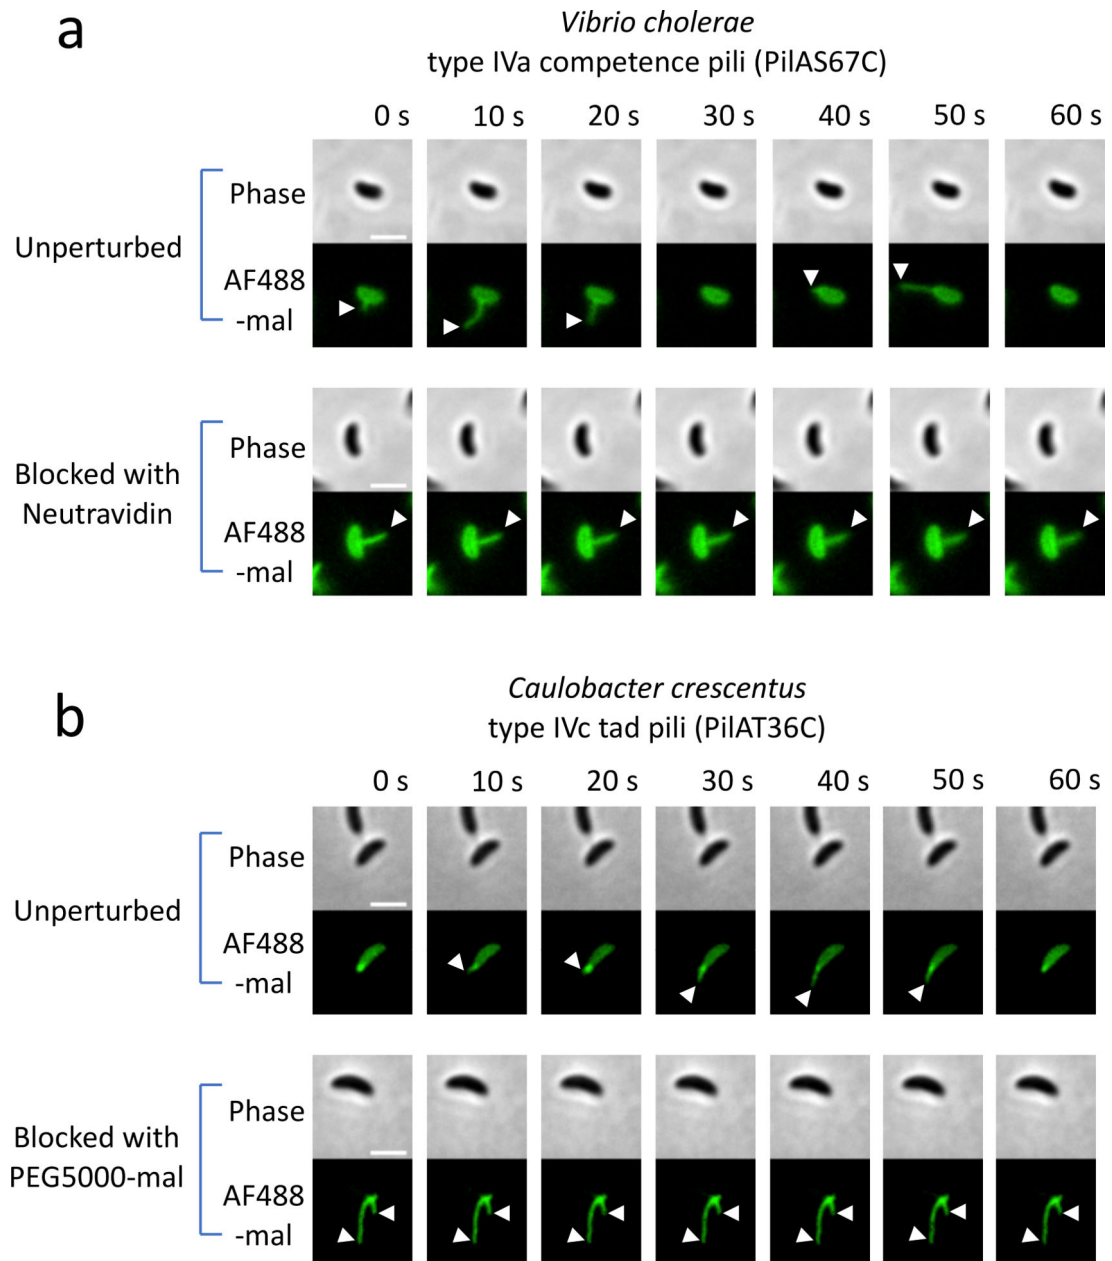 a
Vibrio cholerae
type IVa competence pili (PilAS67C)
0 s 10 s 20 s 30 s 40 s 50 s 60 s
Unperturbed
Phase
AF488
-mal
Blocked with
Neutravidin
Phase
AF488
-mal
b
Caulobacter crescentus
type IVc tad pili (PilAT36C)
0 s 10 s 20 s 30 s 40 s 50 s 60 s
Unperturbed
Phase
AF488
-mal
Blocked with
PEG5000-mal
Phase
AF488
-mal